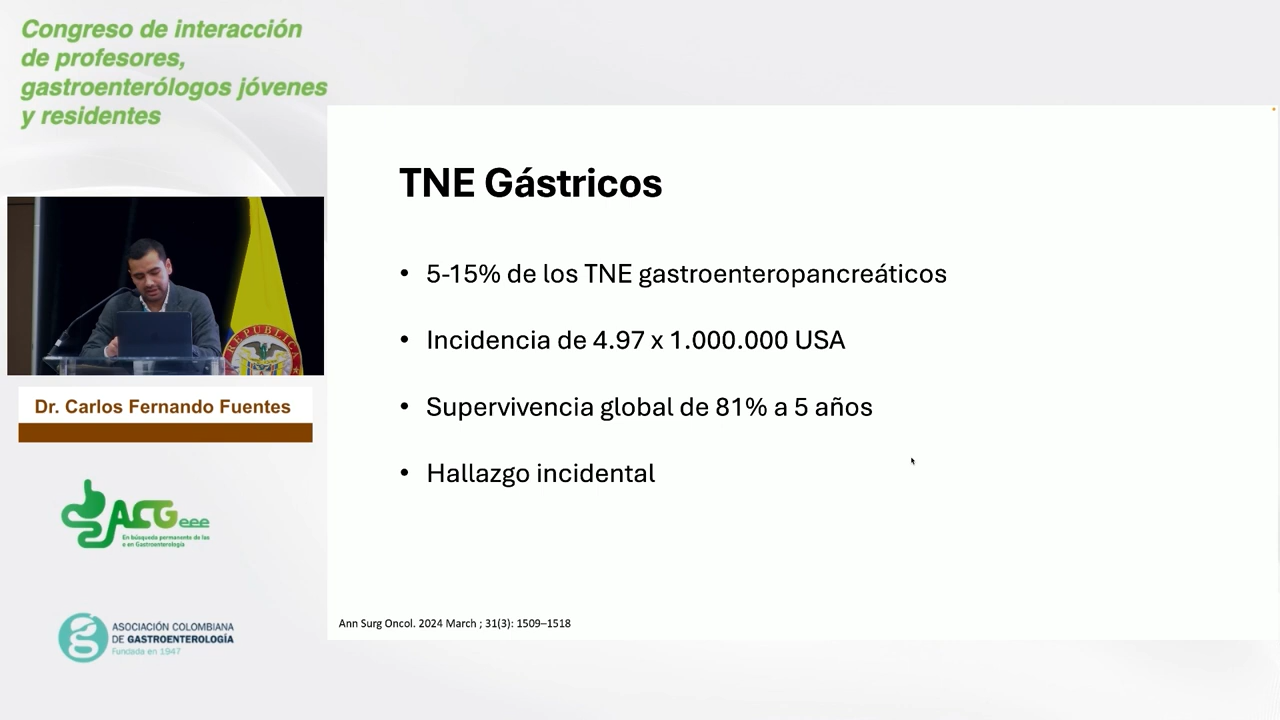 Congreso de interacción
de profesores,
gastroenterólogos jóvenes
y residentes
TNE Gástricos
• 5-15% de los TNE gastroenteropancreáticos
• Incidencia de 4.97 x 1.000.000 USA
• Supervivencia global de 81% a 5 años
• Hallazgo incidental
Ann Surg Oncol. 2024 March ; 31(3): 1509–1518
REPUBLICA
Dr. Carlos Fernando Fuentes
ACGeee
En búsqueda permanente de las
e en Gastroenterología
ASOCIACIÓN COLOMBIANA
DE GASTROENTEROLOGÍA
Fundada en 1947